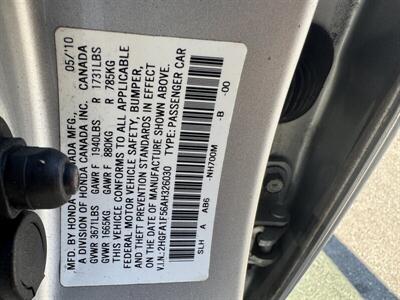 MFD. BY HONDA CANADA MFG., 05/10
A DIVISION OF HONDA CANADA INC. CANADA
GVWR 3671LBS GAWR F 1940LBS R 1731LBS
GVWR 1665KG GAWR F 880KG R 785KG
THIS VEHICLE CONFORMS TO ALL APPLICABLE
FEDERAL MOTOR VEHICLE SAFETY, BUMPER,
AND THEFT PREVENTION STANDARDS IN EFFECT
ON THE DATE OF MANUFACTURE SHOWN ABOVE.
V.I.N.:2HGFA1F56AH326030 TYPE:PASSENGER CAR
SLH A AB6 -NH700M -B -00